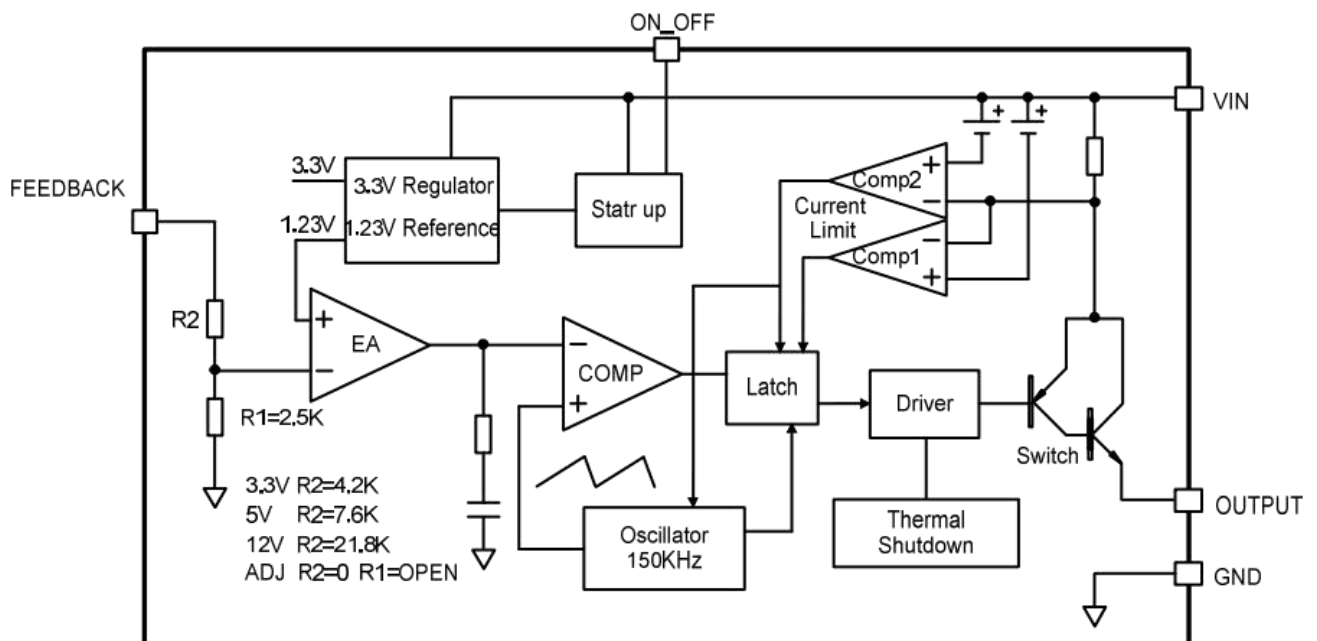 ON_OFF
VIN
FEEDBACK
3.3V
3.3V Regulator
1.23V
1.23V Reference
Statr up
+
+
+
Comp2
−
Current
Limit
−
Comp1
+
R2
+
EA
−
−
COMP
+
Latch
Driver
Switch
R1=2.5K
3.3V R2=4.2K
5V R2=7.6K
12V R2=21.8K
ADJ R2=0 R1=OPEN
Oscillator
150KHz
Thermal
Shutdown
OUTPUT
GND